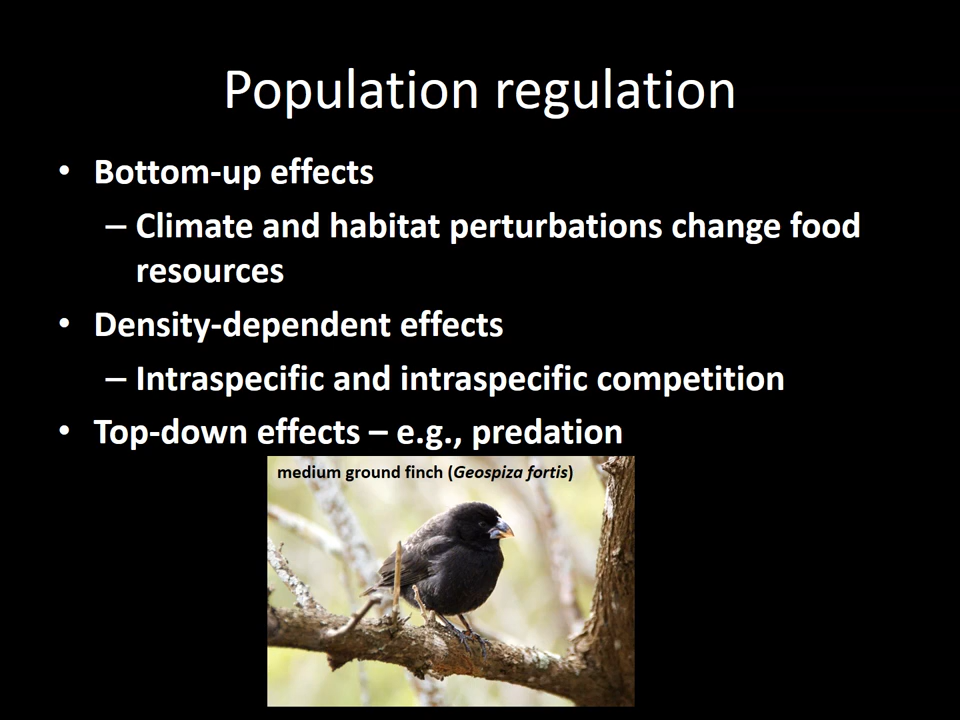 Population regulation
• Bottom-up effects
– Climate and habitat perturbations change food
resources
• Density-dependent effects
– Intraspecific and intraspecific competition
• Top-down effects – e.g., predation
medium ground finch (Geospiza fortis)